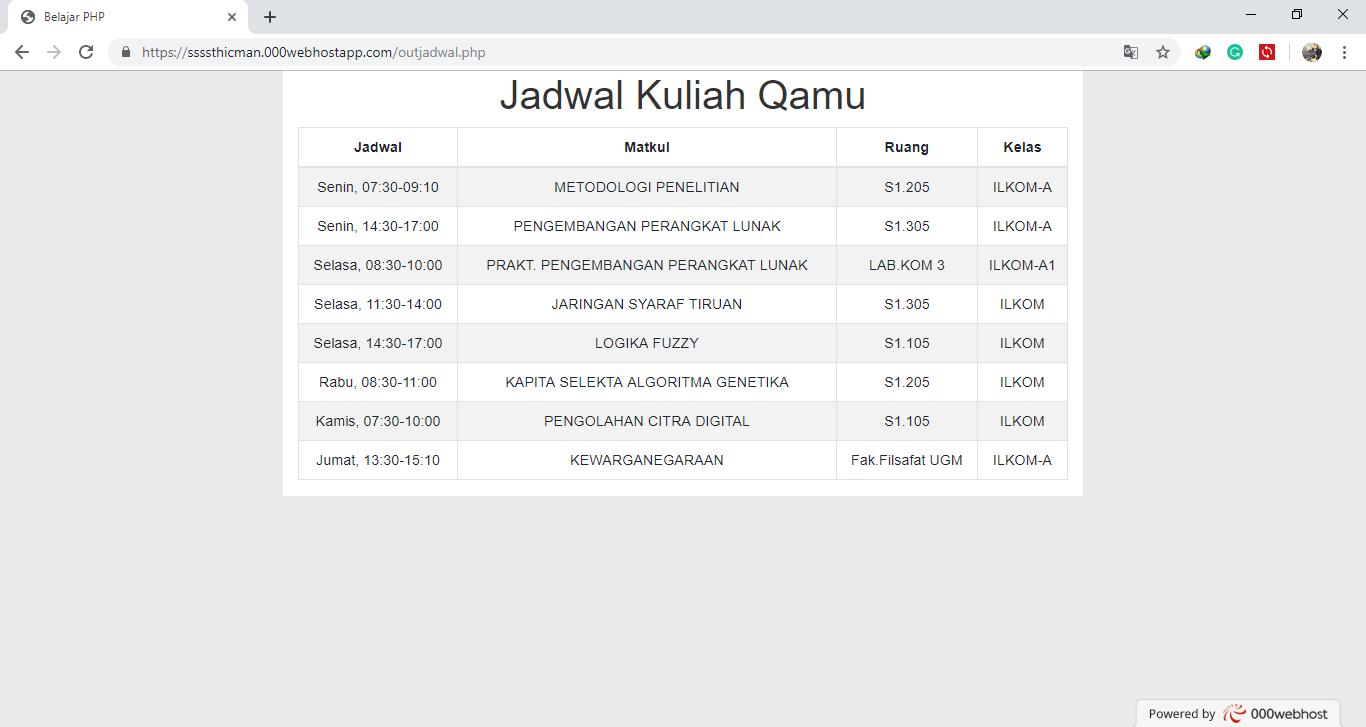 Belajar PHP
https://ssssthicman.000webhostapp.com/outjadwal.php
Jadwal Kuliah Qamu
Jadwal Matkul Ruang Kelas
Senin, 07:30-09:10 METODOLOGI PENELITIAN S1.205 ILKOM-A
Senin, 14:30-17:00 PENGEMBANGAN PERANGKAT LUNAK S1.305 ILKOM-A
Selasa, 08:30-10:00 PRAKT. PENGEMBANGAN PERANGKAT LUNAK LAB.KOM 3 ILKOM-A1
Selasa, 11:30-14:00 JARINGAN SYARAF TIRUAN S1.305 ILKOM
Selasa, 14:30-17:00 LOGIKA FUZZY S1.105 ILKOM
Rabu, 08:30-11:00 KAPITA SELEKTA ALGORITMA GENETIKA S1.205 ILKOM
Kamis, 07:30-10:00 PENGOLAHAN CITRA DIGITAL S1.105 ILKOM
Jumat, 13:30-15:10 KEWARGANEGARAAN Fak.Filsafat UGM ILKOM-A
Powered by 000webhost